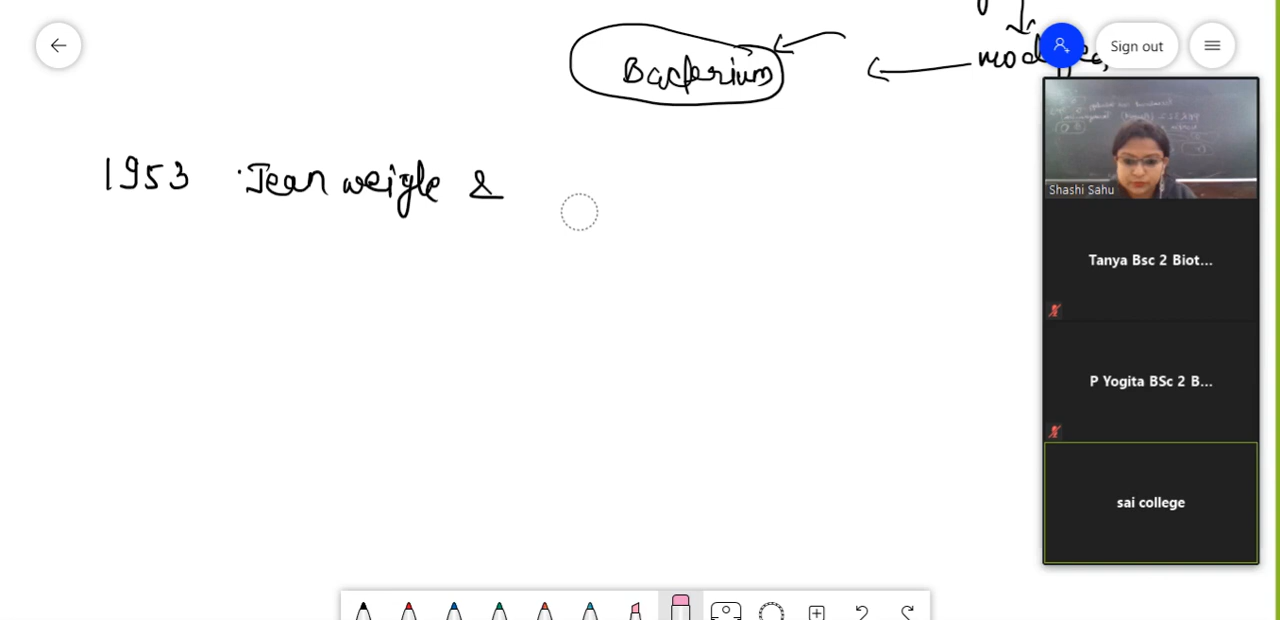 Sign out
Bacterium
1953 Jean weigle &
Shashi Sahu
Tanya Bsc 2 Biot...
P Yogita BSc 2 B...
sai college